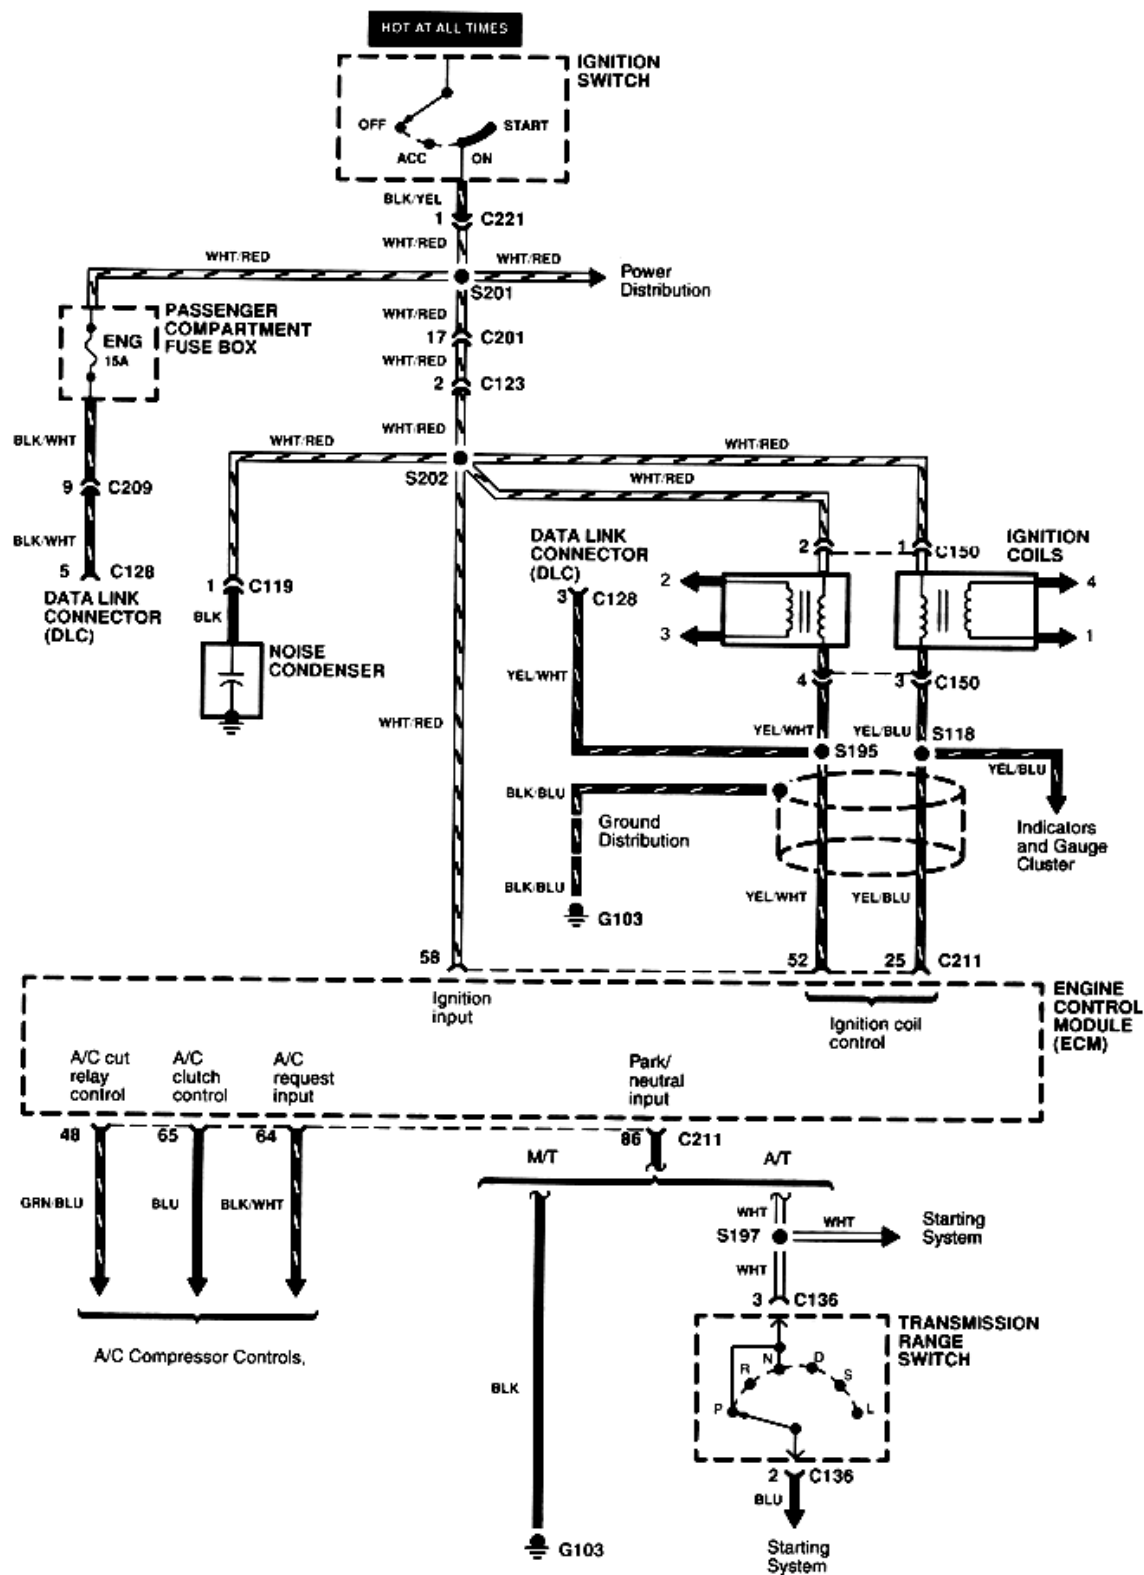 HOT AT ALL TIMES
IGNITION
SWITCH
OFF
START
ACC
ON
BLK/YEL
1
C221
WHT/RED
WHT/RED
WHT/RED
S201
Power
Distribution
PASSENGER
COMPARTMENT
FUSE BOX
ENG
15A
WHT/RED
17
C201
WHT/RED
2
C123
BLK/WHT
WHT/RED
WHT/RED
WHT/RED
S202
WHT/RED
9
C209
BLK/WHT
5
C128
DATA LINK
CONNECTOR
(DLC)
1
C119
BLK
NOISE
CONDENSER
DATA LINK
CONNECTOR
(DLC)
3
C128
2
1
C150
IGNITION
COILS
2
3
4
1
YEL/WHT
4
3
C150
WHT/RED
YEL/WHT
YEL/BLU
S118
S195
YEL/BLU
BLK/BLU
Ground
Distribution
Indicators
and Gauge
Cluster
BLK/BLU
G103
YEL/WHT
YEL/BLU
58
52
25
C211
Ignition
input
Ignition coil
control
ENGINE
CONTROL
MODULE
(ECM)
A/C cut
relay
control
A/C
clutch
control
A/C
request
input
Park/
neutral
input
48
65
64
86
C211
M/T
A/T
GRN/BLU
BLU
BLK/WHT
WHT
S197
WHT
Starting
System
WHT
3
C136
A/C Compressor Controls,
TRANSMISSION
RANGE
SWITCH
P
R
N
D
S
L
BLK
2
C136
BLU
G103
Starting
System